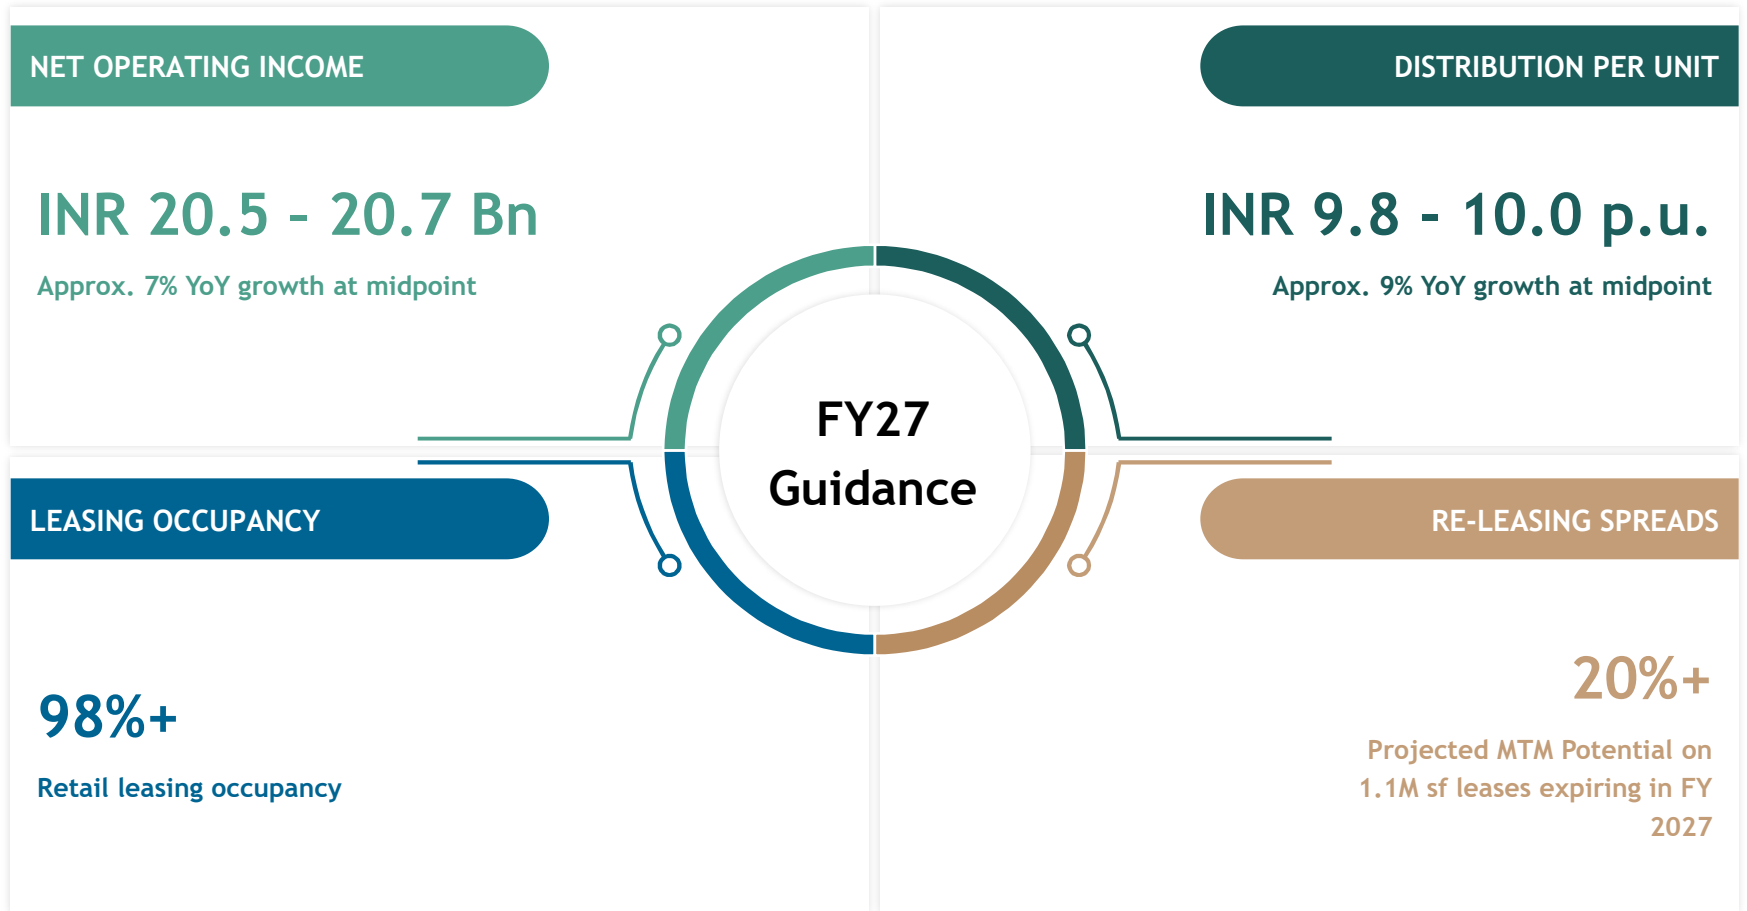 NET OPERATING INCOME
INR 20.5 - 20.7 Bn
Approx. 7% YoY growth at midpoint
DISTRIBUTION PER UNIT
INR 9.8 - 10.0 p.u.
Approx. 9% YoY growth at midpoint
FY27
Guidance
LEASING OCCUPANCY
98%+
Retail leasing occupancy
RE-LEASING SPREADS
20%+
Projected MTM Potential on
1.1M sf leases expiring in FY
2027